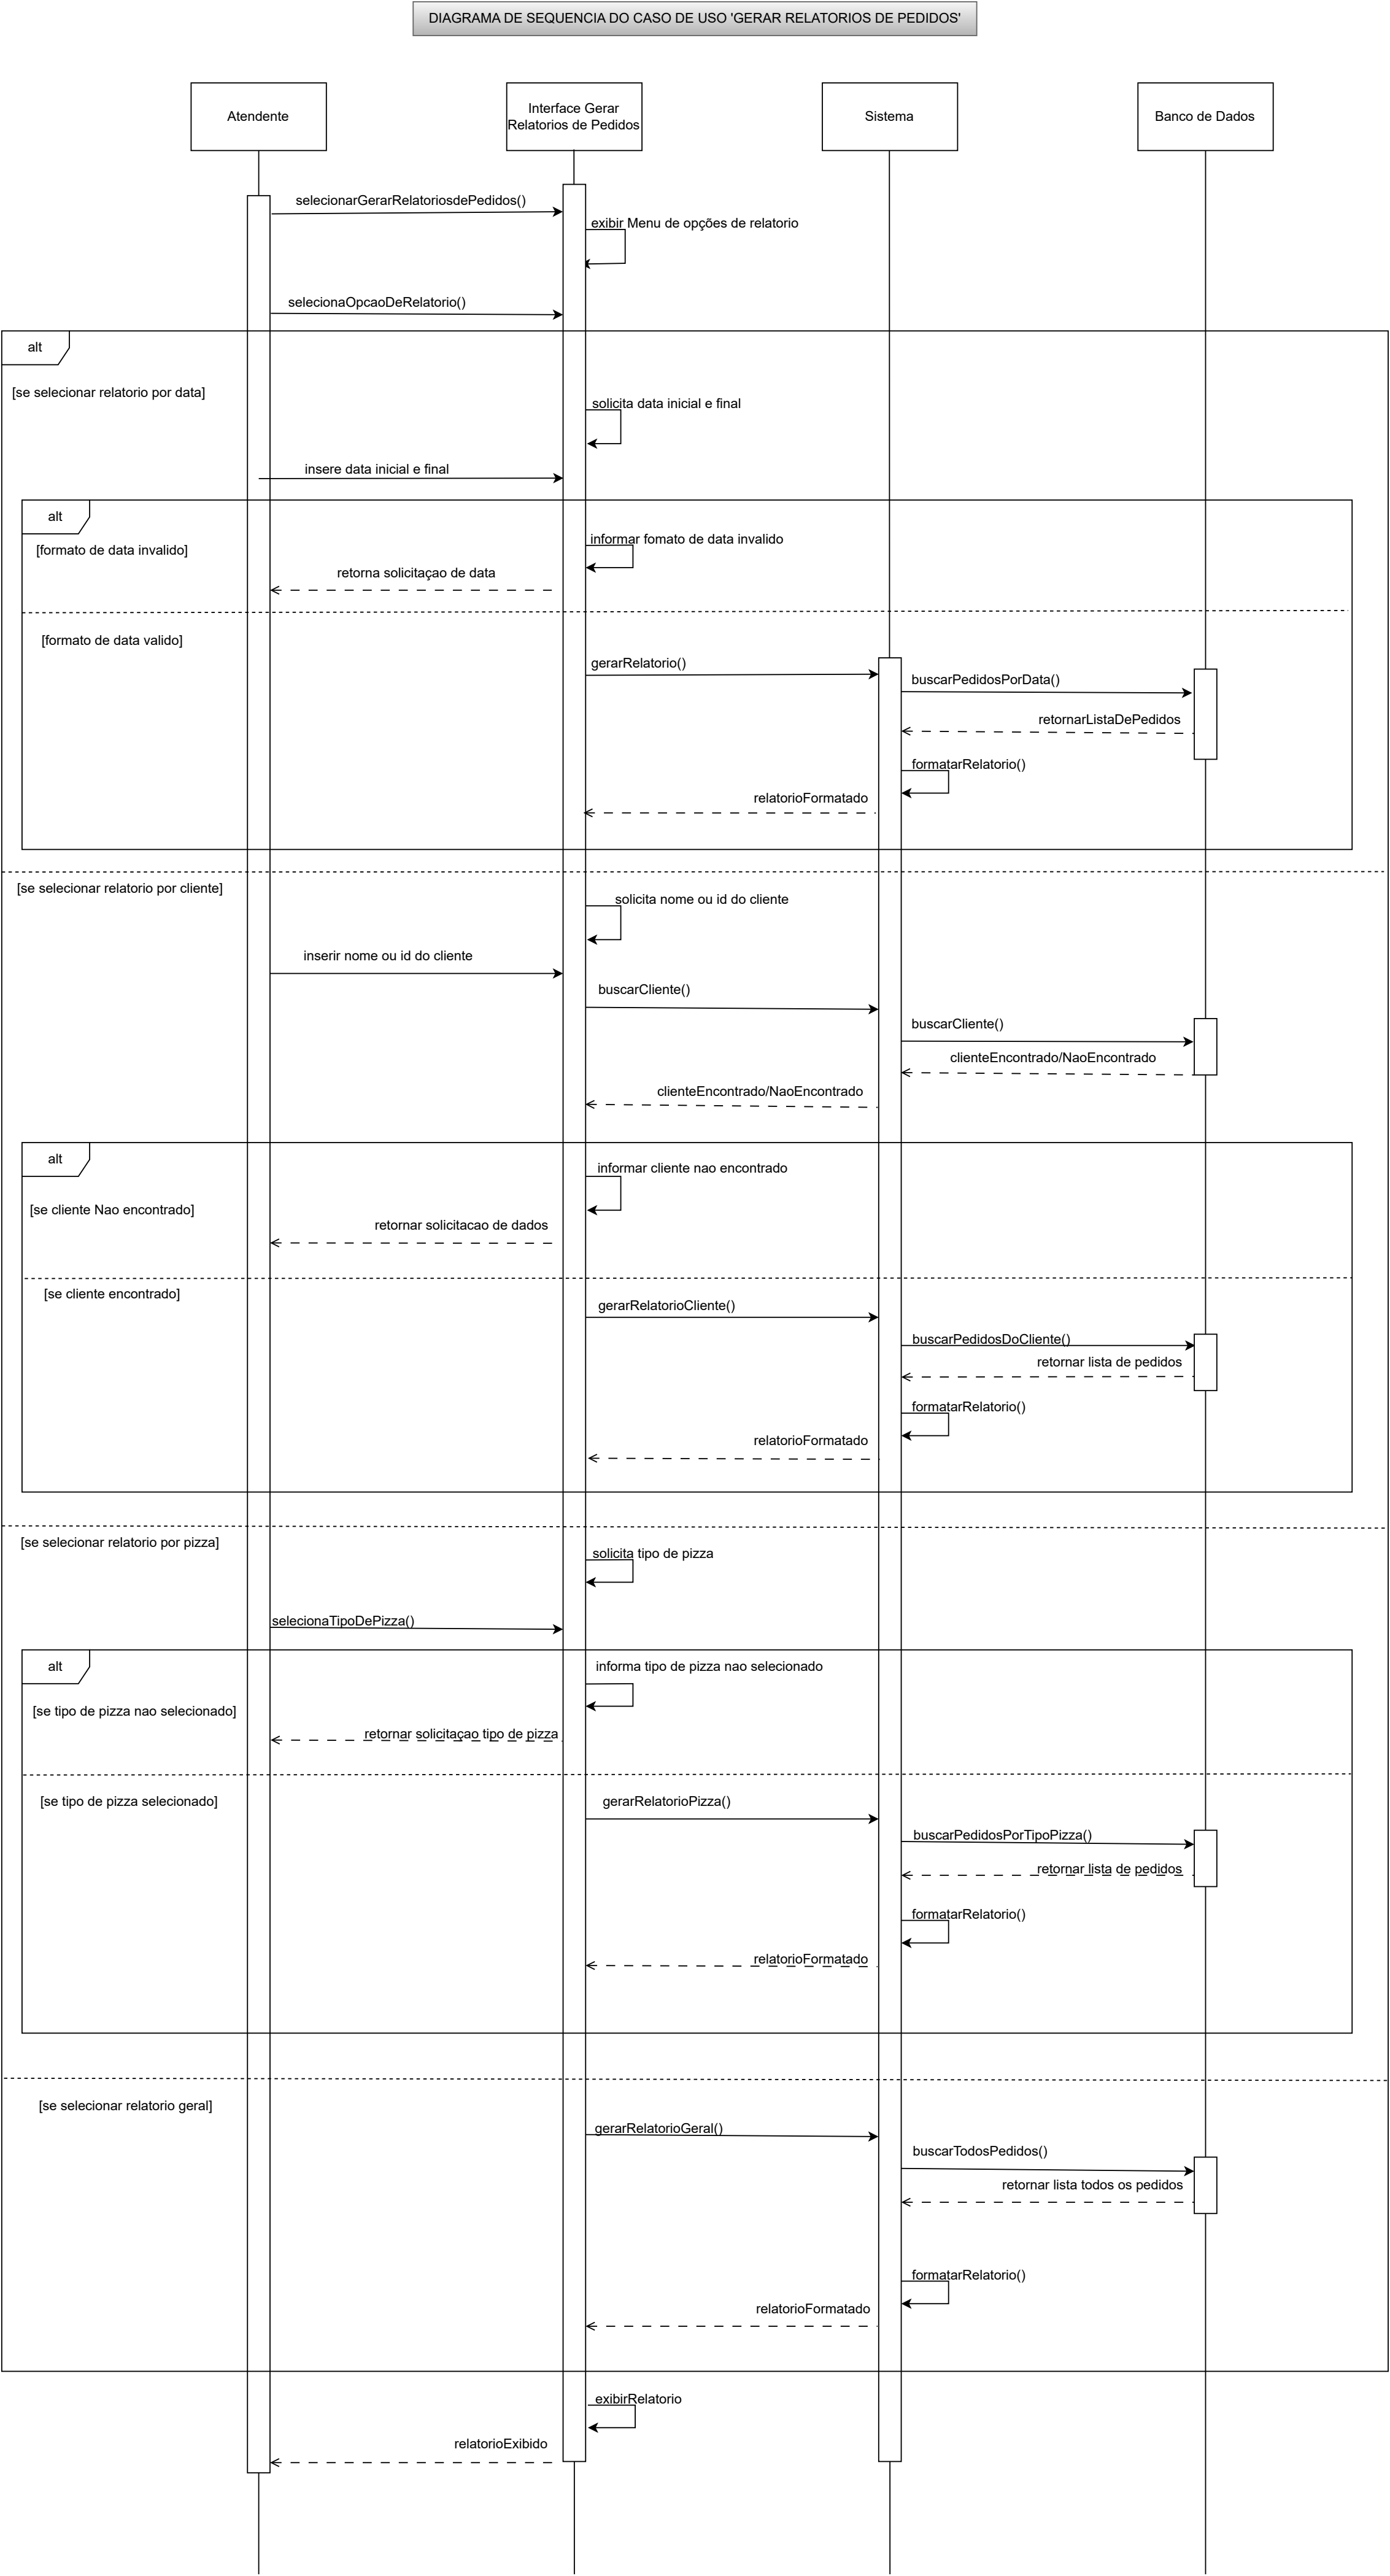 DIAGRAMA DE SEQUENCIA DO CASO DE USO 'GERAR RELATORIOS DE PEDIDOS'
Atendente
Interface Gerar
Relatorios de Pedidos
Sistema
Banco de Dados
selecionarGerarRelatoriosdePedidos()
exibir Menu de opções de relatorio
selecionaOpcaoDeRelatorio()
alt
[se selecionar relatorio por data]
solicita data inicial e final
insere data inicial e final
alt
[formato de data invalido]
informar fomato de data invalido
retorna solicitaçao de data
[formato de data valido]
gerarRelatorio()
buscarPedidosPorData()
retornarListaDePedidos
formatarRelatorio()
relatorioFormatado
[se selecionar relatorio por cliente]
solicita nome ou id do cliente
inserir nome ou id do cliente
buscarCliente()
buscarCliente()
clienteEncontrado/NaoEncontrado
clienteEncontrado/NaoEncontrado
alt
informar cliente nao encontrado
[se cliente Nao encontrado]
retornar solicitacao de dados
[se cliente encontrado]
gerarRelatorioCliente()
buscarPedidosDoCliente()
retornar lista de pedidos
formatarRelatorio()
relatorioFormatado
[se selecionar relatorio por pizza]
solicita tipo de pizza
selecionaTipoDePizza()
alt
informa tipo de pizza nao selecionado
[se tipo de pizza nao selecionado]
retornar solicitaçao tipo de pizza
[se tipo de pizza selecionado]
gerarRelatorioPizza()
buscarPedidosPorTipoPizza()
retornar lista de pedidos
formatarRelatorio()
relatorioFormatado
[se selecionar relatorio geral]
gerarRelatorioGeral()
buscarTodosPedidos()
retornar lista todos os pedidos
formatarRelatorio()
relatorioFormatado
exibirRelatorio
relatorioExibido